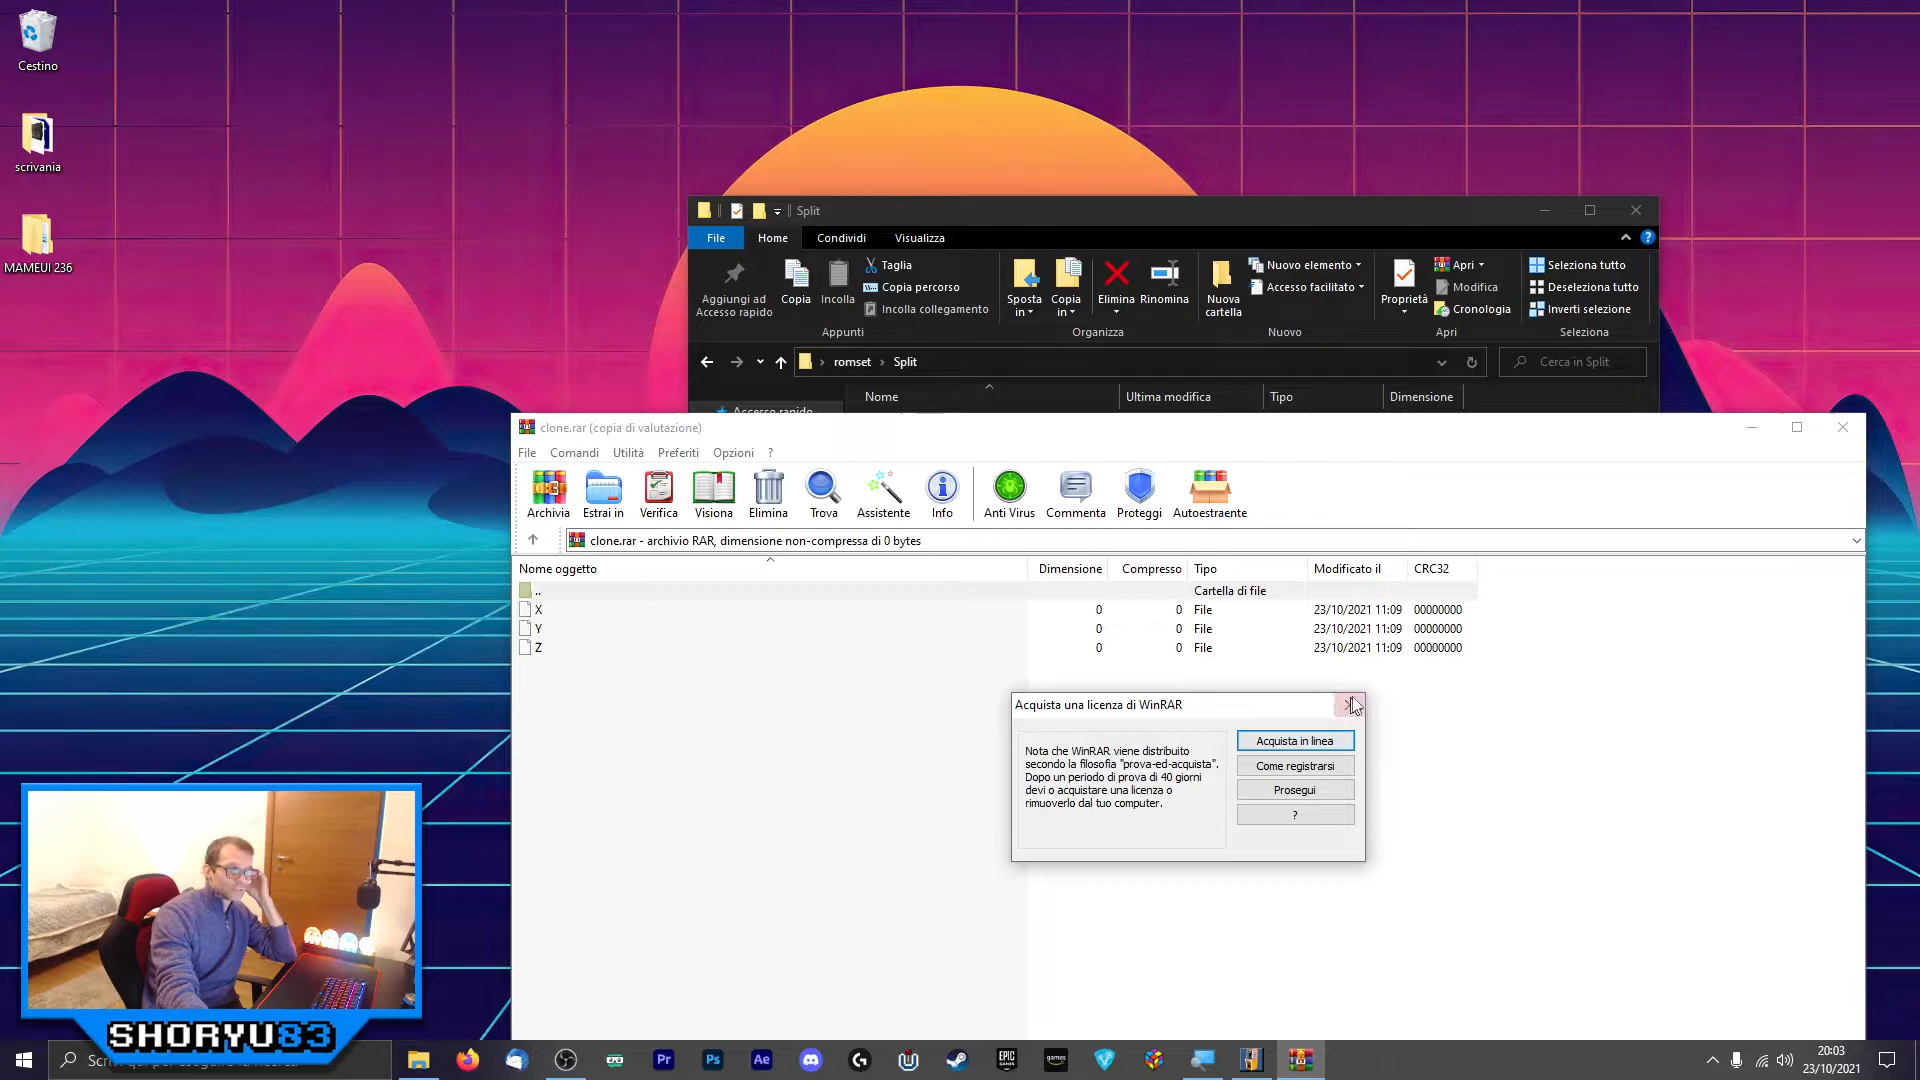 Cestino
scrivania
MAMEUI 236
Split
File Home Condividi Visualizza
Aggiungi ad
Accesso rapido
Copia
Incolla
Taglia
Copia percorso
Incolla collegamento
Appunti
Sposta
in
Copia
in
Elimina
Rinomina
Organizza
Nuova
cartella
Nuovo elemento
Accesso facilitato
Nuovo
Proprietà
Apri
Modifica
Cronologia
Apri
Seleziona tutto
Deseleziona tutto
Inverti selezione
Seleziona
romset › Split
Cerca in Split
Nome Ultima modifica Tipo Dimensione
Accesso rapido
clone.rar (copia di valutazione)
File Comandi Utilità Preferiti Opzioni ?
Archivia Estrai in Verifica Visiona Elimina Trova Assistente Info Anti Virus Commenta Proteggi Autoestraente
clone.rar - archivio RAR, dimensione non-compressa di 0 bytes
Nome oggetto Dimensione Compresso Tipo Modificato il CRC32
.. Cartella di file
X 0 0 File 23/10/2021 11:09 00000000
Y 0 0 File 23/10/2021 11:09 00000000
Z 0 0 File 23/10/2021 11:09 00000000
Acquista una licenza di WinRAR
Nota che WinRAR viene distribuito
secondo la filosofia "prova-ed-acquista".
Dopo un periodo di prova di 40 giorni
devi o acquistare una licenza o
rimuoverlo dal tuo computer.
Acquista in linea
Come registrarsi
Prosegui
?
SHORYU83
Pr Ps Ae
EPIC
GAMES
games
20:03
23/10/2021